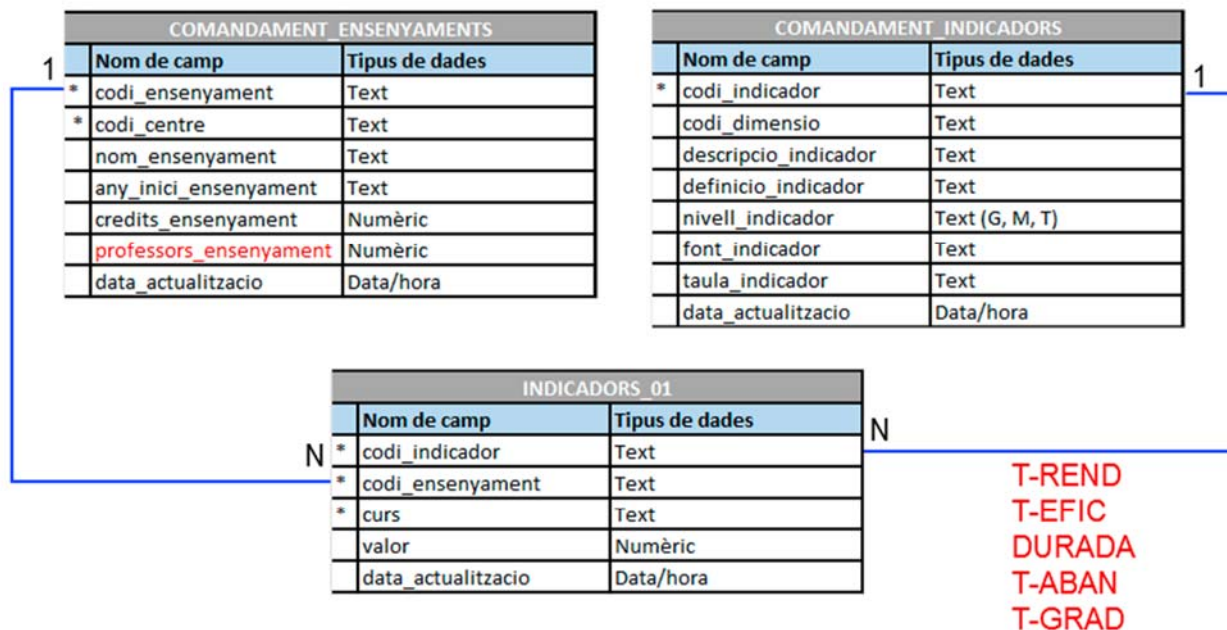 COMANDAMENT_ENSENYAMENTS
Nom de camp Tipus de dades
1
* codi_ensenyament Text
* codi_centre Text
nom_ensenyament Text
any_inici_ensenyament Text
credits_ensenyament Numèric
professors_ensenyament Numèric
data_actualitzacio Data/hora
COMANDAMENT_INDICADORS
Nom de camp Tipus de dades
1
* codi_indicador Text
codi_dimensio Text
descripcio_indicador Text
definicio_indicador Text
nivell_indicador Text (G, M, T)
font_indicador Text
taula_indicador Text
data_actualitzacio Data/hora
INDICADORS_01
Nom de camp Tipus de dades
N
N
* codi_indicador Text
* codi_ensenyament Text
* curs Text
valor Numèric
data_actualitzacio Data/hora
T-REND
T-EFIC
DURADA
T-ABAN
T-GRAD